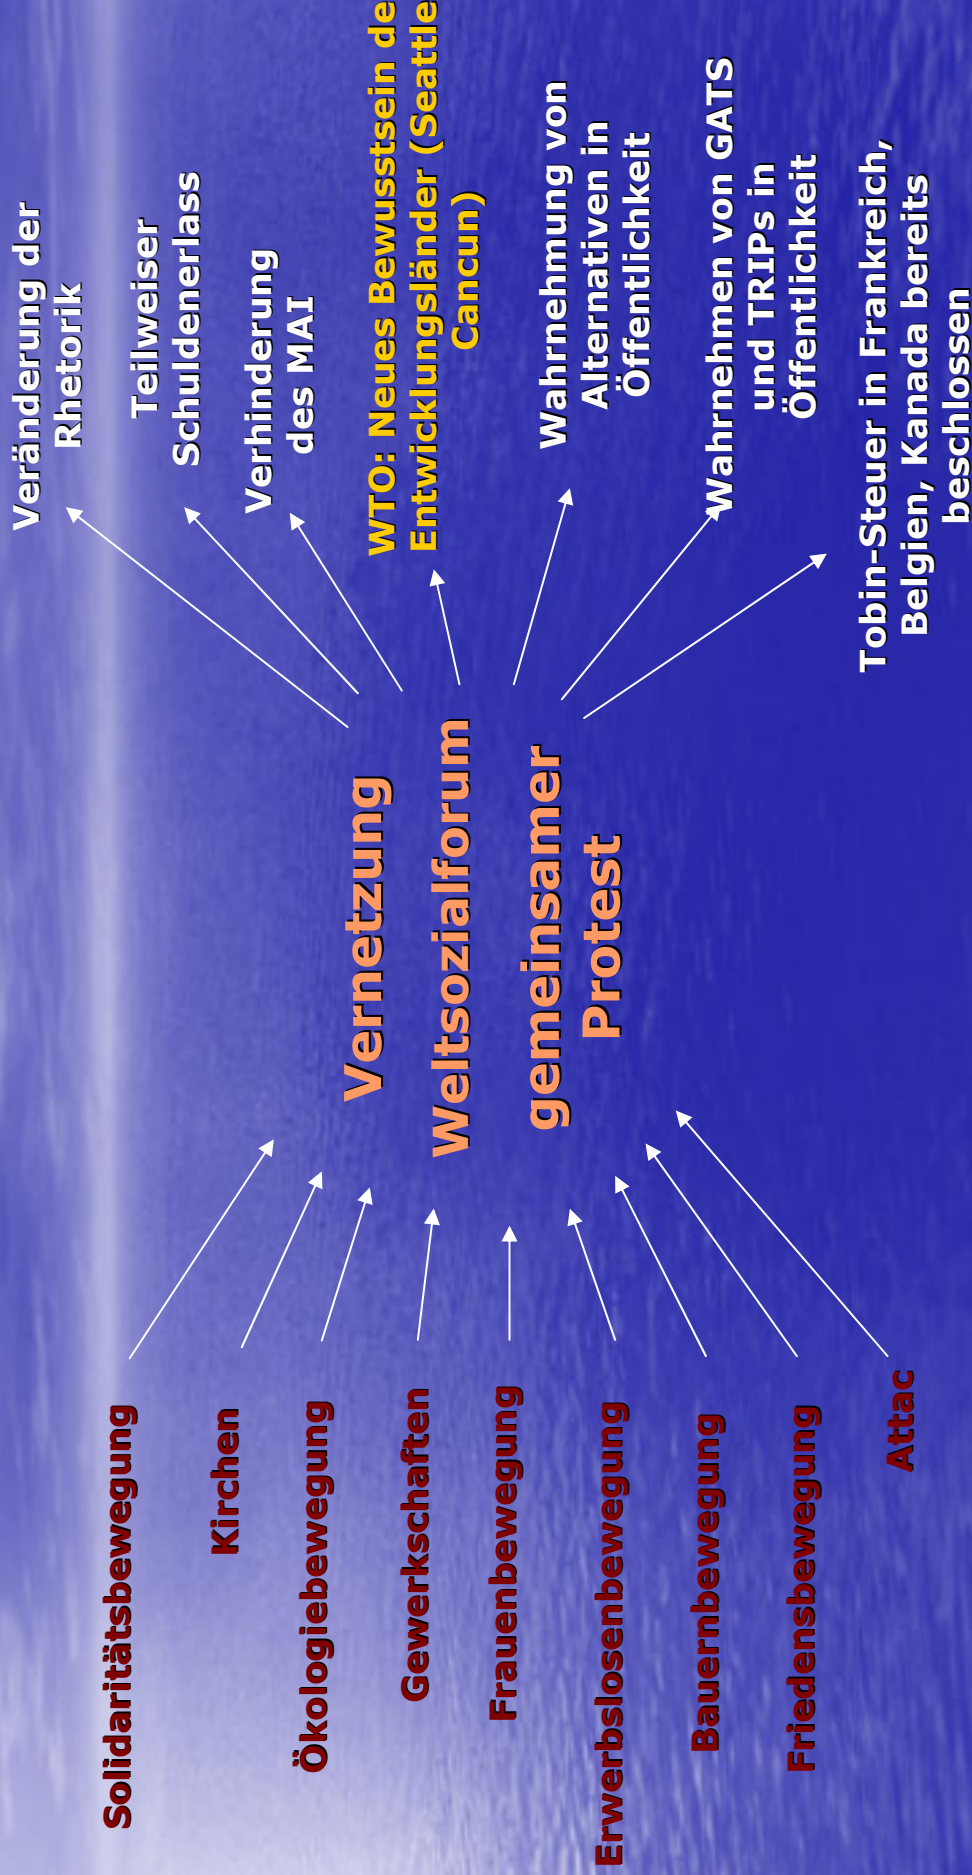 Solidaritätsbewegung
Kirchen
Ökologiebewegung
Gewerkschaften
Frauenbewegung
Erwerbslosenbewegung
Bauernbewegung
Friedensbewegung
Attac
Vernetzung
Weltsozialforum
gemeinsamer
Protest
Veränderung der
Rhetorik
Teilweiser
Schuldenerlass
Verhinderung
des MAI
WTO: Neues Bewusstsein de
Entwicklungsländer (Seattle
Cancun)
Wahrnehmung von
Alternativen in
Öffentlichkeit
Wahrnehmen von GATS
und TRIPs in
Öffentlichkeit
Tobin-Steuer in Frankreich,
Belgien, Kanada bereits
beschlossen